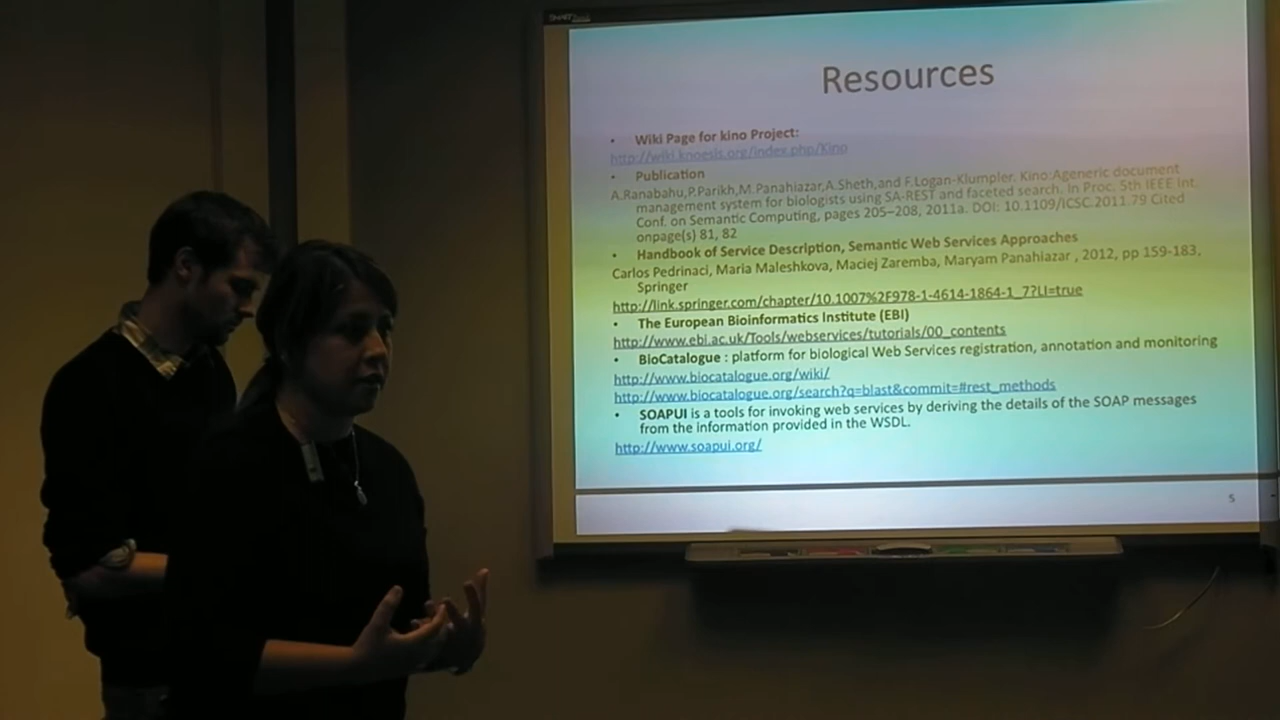 SMART
Resources
• Wiki Page for kino Project:
http://wiki.knoesis.org/index.php/Kino
• Publication
A.Ranabahu,P.Parikh,M.Panahiazar,A.Sheth,and F.Logan-Klumpler. Kino:Ageneric document
management system for biologists using SA-REST and faceted search. In Proc. 5th IEEE Int.
Conf. on Semantic Computing, pages 205–208, 2011a. DOI: 10.1109/ICSC.2011.79 Cited
onpage(s) 81, 82
• Handbook of Service Description, Semantic Web Services Approaches
Carlos Pedrinaci, Maria Maleshkova, Maciej Zaremba, Maryam Panahiazar , 2012, pp 159-183,
Springer
http://link.springer.com/chapter/10.1007%2F978-1-4614-1864-1_7?LI=true
• The European Bioinformatics Institute (EBI)
http://www.ebi.ac.uk/Tools/webservices/tutorials/00_contents
• BioCatalogue : platform for biological Web Services registration, annotation and monitoring
http://www.biocatalogue.org/wiki/
http://www.biocatalogue.org/search?q=blast&commit=#rest_methods
• SOAPUI is a tools for invoking web services by deriving the details of the SOAP messages
from the information provided in the WSDL.
http://www.soapui.org/
5